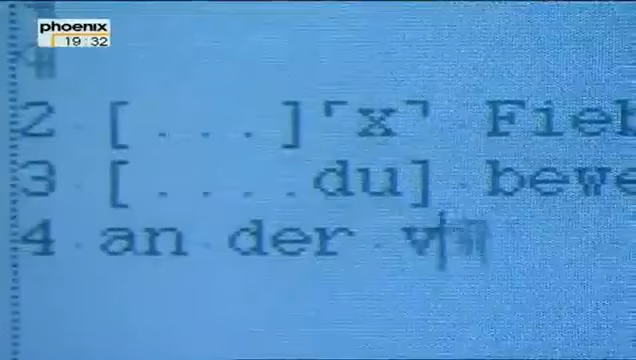 phoenix
19:32
2 [...]⌜x⌝ Fieb
3 [....du] bewe
4 an der v